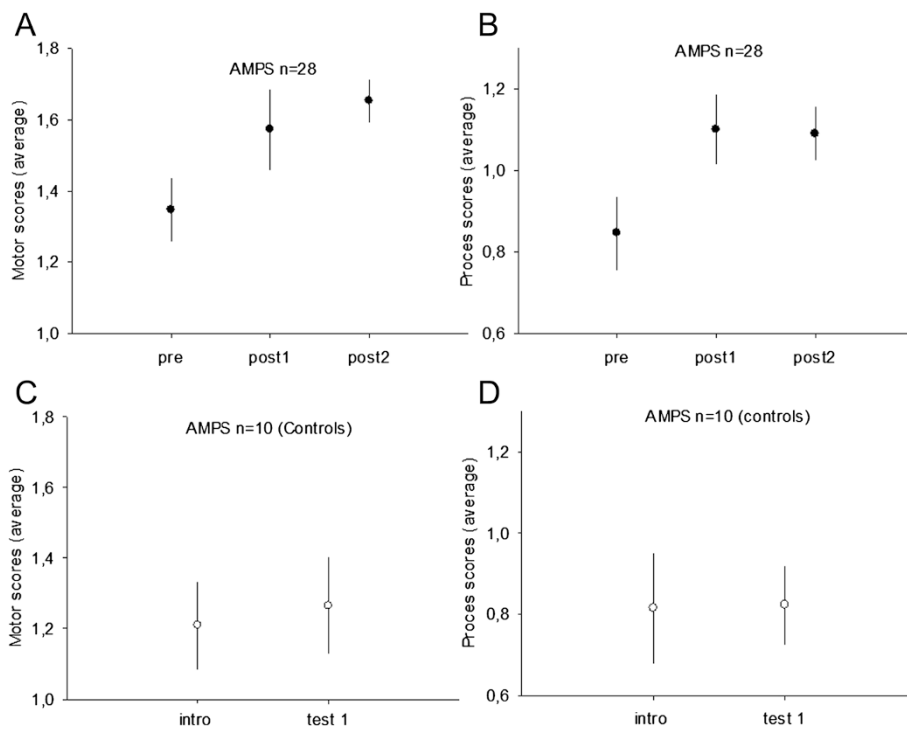 A
AMPS n=28
Motor scores (average)
1,8
1,6
1,4
1,2
1,0
pre post1 post2
B
AMPS n=28
Proces scores (average)
1,2
1,0
0,8
0,6
pre post1 post2
C
AMPS n=10 (Controls)
Motor scores (average)
1,8
1,6
1,4
1,2
1,0
intro test 1
D
AMPS n=10 (controls)
Proces scores (average)
1,2
1,0
0,8
0,6
intro test 1